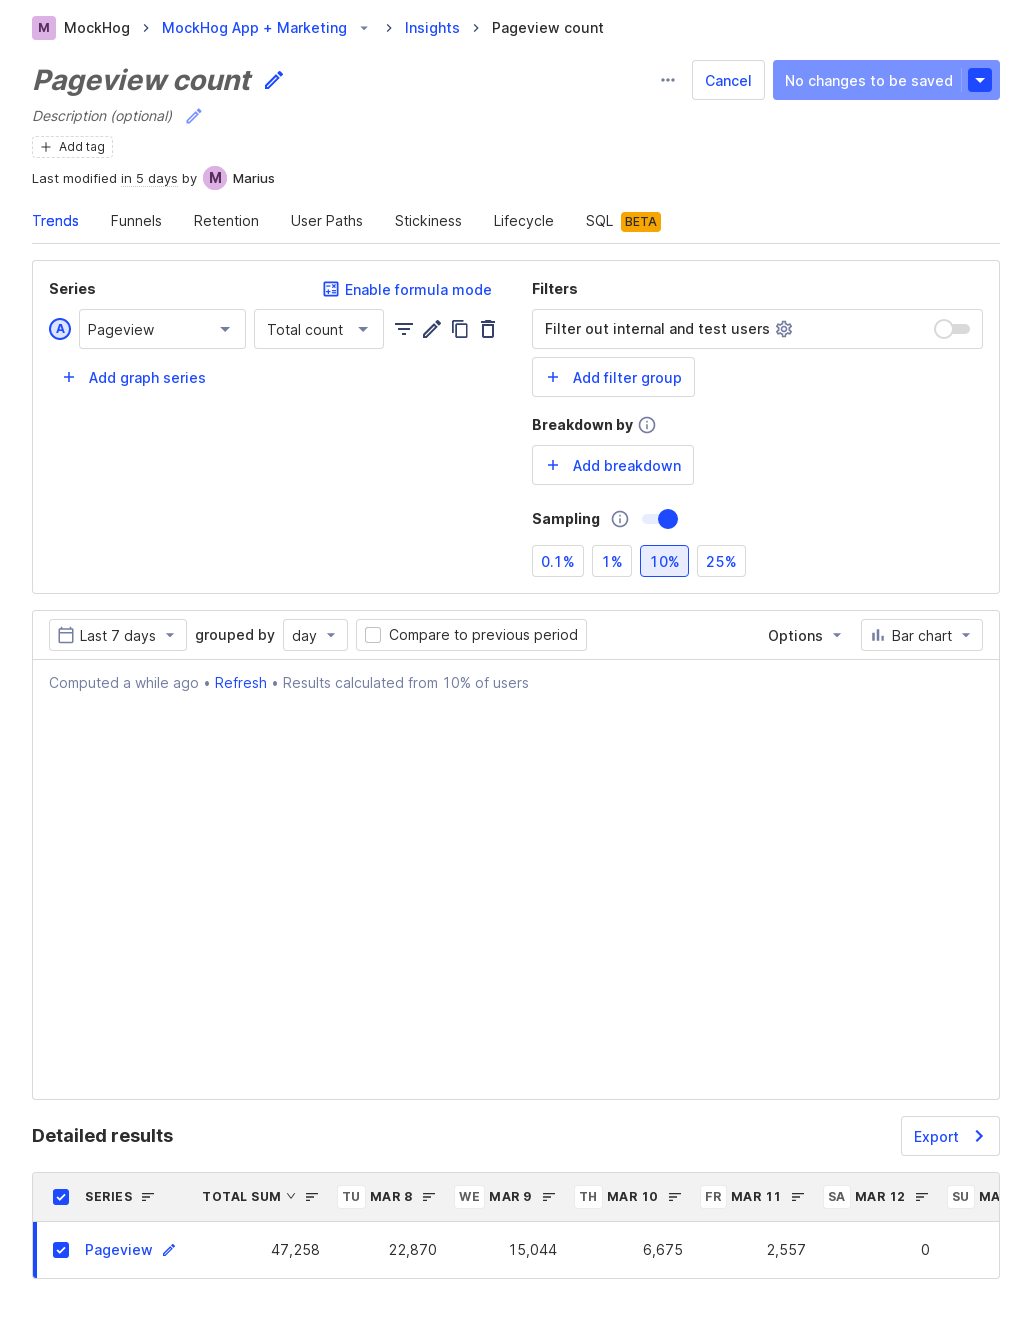 M MockHog > MockHog App + Marketing > Insights > Pageview count
Pageview count
Cancel
No changes to be saved
Description (optional)
+ Add tag
Last modified in 5 days by M Marius
Trends Funnels Retention User Paths Stickiness Lifecycle SQL BETA
Series
Enable formula mode
A Pageview Total count
+ Add graph series
Filters
Filter out internal and test users
+ Add filter group
Breakdown by
+ Add breakdown
Sampling
0.1% 1% 10% 25%
Last 7 days grouped by day Compare to previous period Options Bar chart
Computed a while ago • Refresh • Results calculated from 10% of users
Detailed results
Export
SERIES TOTAL SUM TU MAR 8 WE MAR 9 TH MAR 10 FR MAR 11 SA MAR 12 SU MA
Pageview 47,258 22,870 15,044 6,675 2,557 0